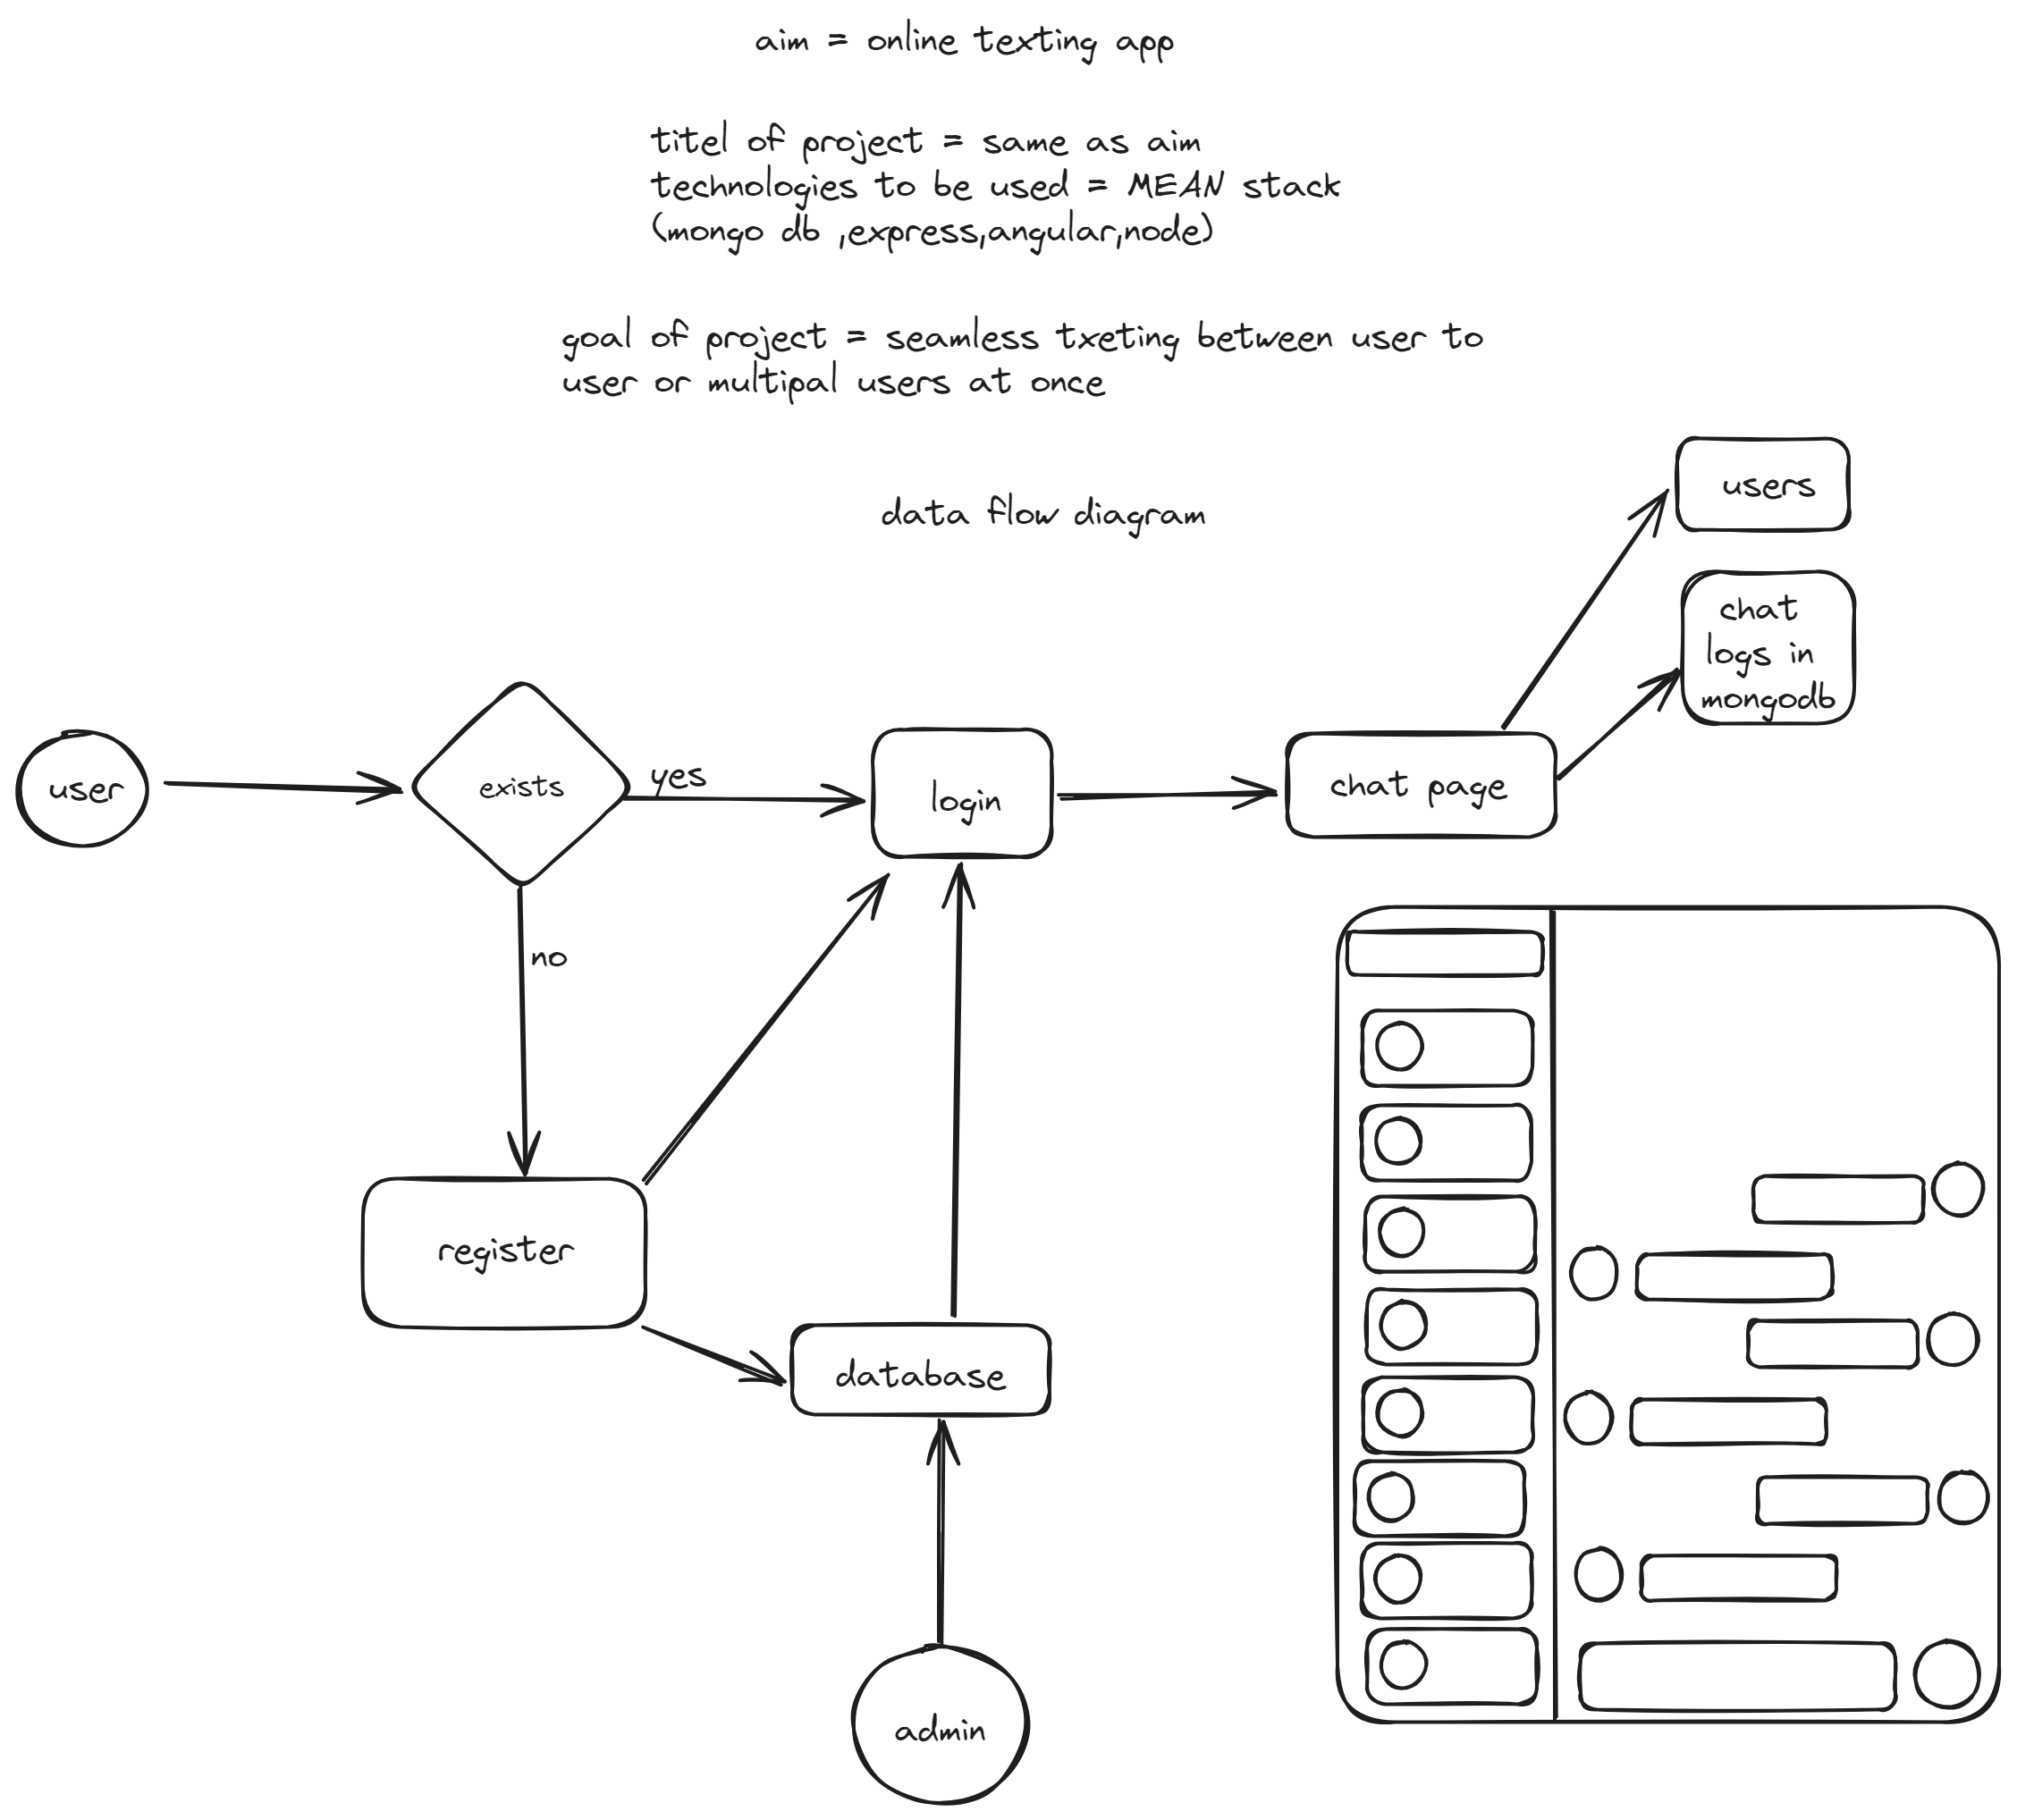 aim = online texting app
titel of project = same as aim
technologies to be used = MEAN stack
(mongo db ,express,angular,node)
goal of project = seamless txeting between user to
user or multipal users at once
data flow diagram
users
chat
logs in
mongodb
user
exists
yes
login
chat page
no
register
database
admin